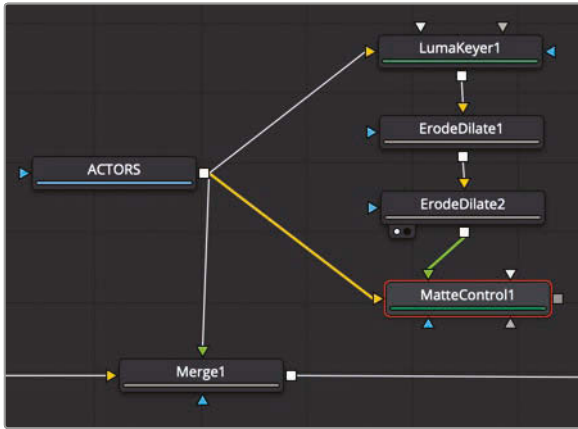 LumaKeyer1
ErodeDilate1
ACTORS
ErodeDilate2
MatteControl1
Merge1